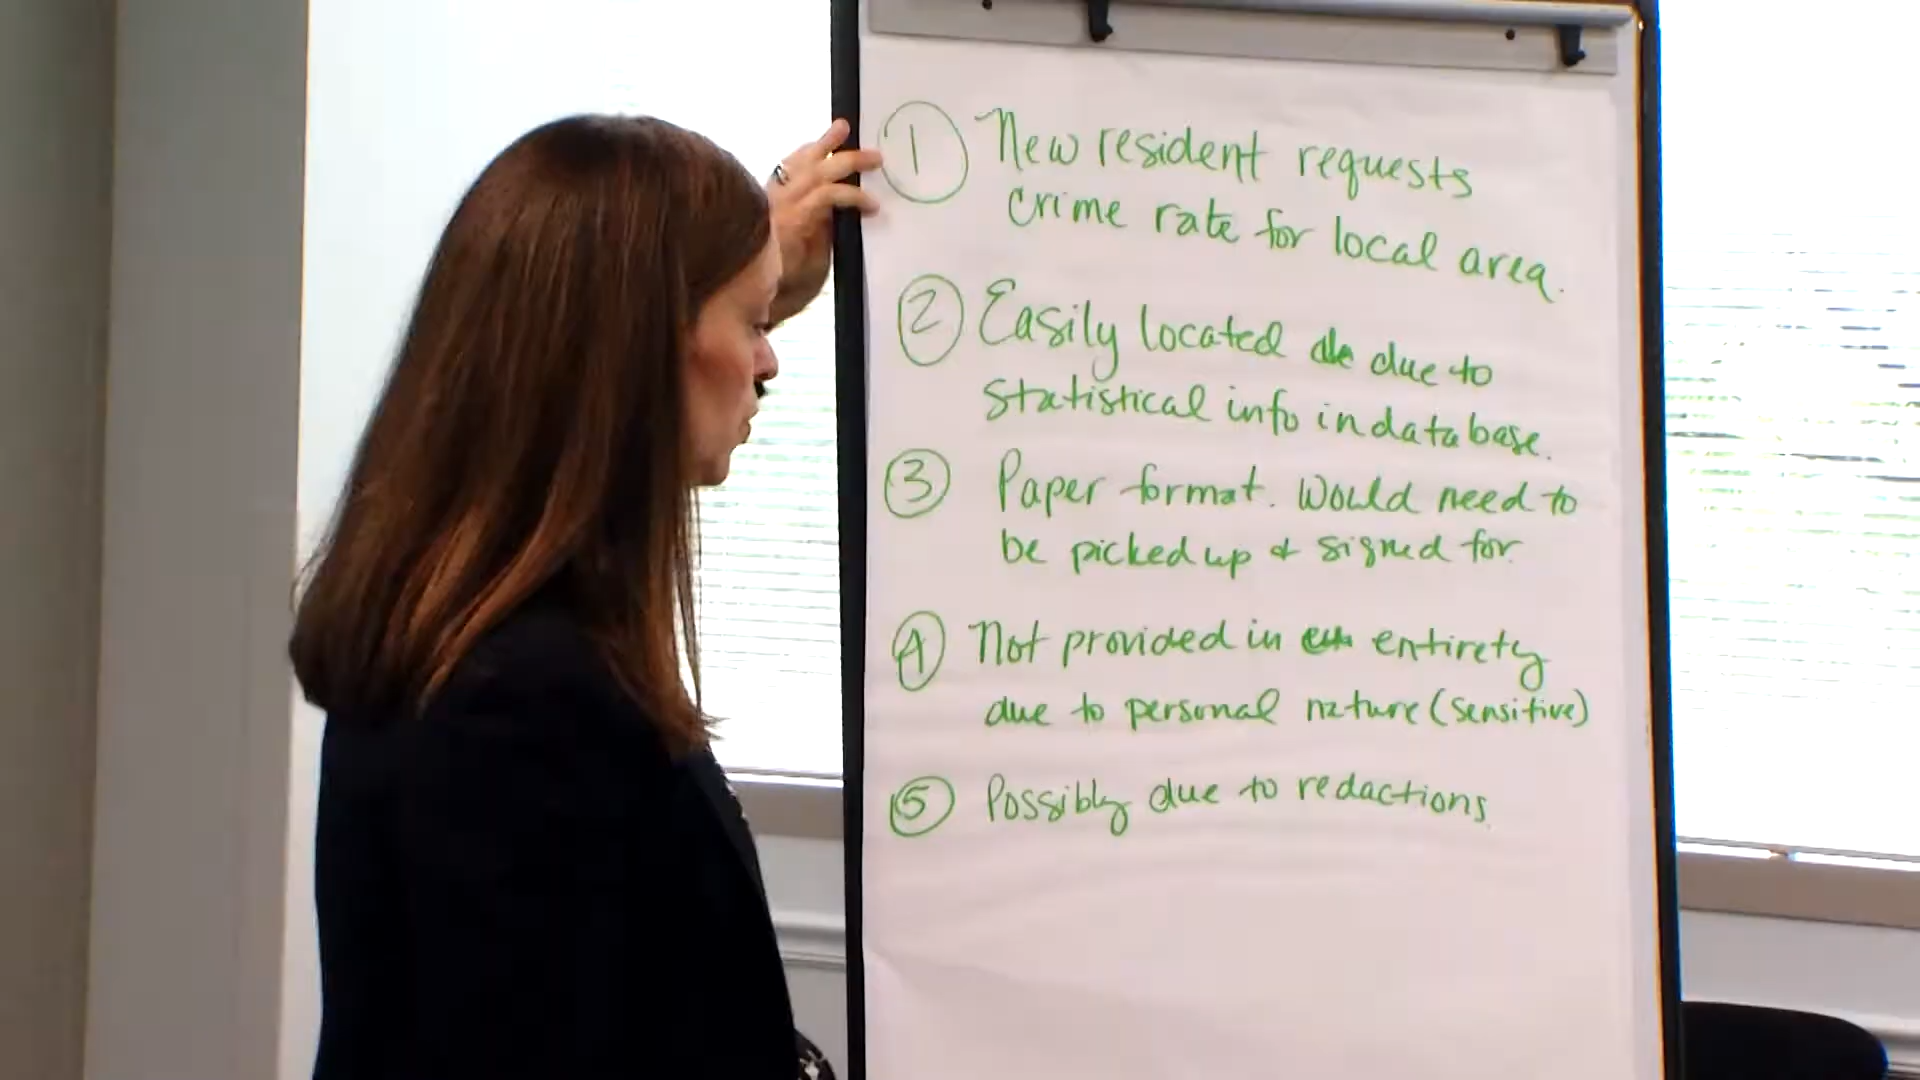 1 New resident requests
crime rate for local area.
2 Easily located due to
statistical info in database.
3 Paper format. Would need to
be picked up & signed for.
4 Not provided in entirety
due to personal nature (sensitive)
5 Possibly due to redactions.